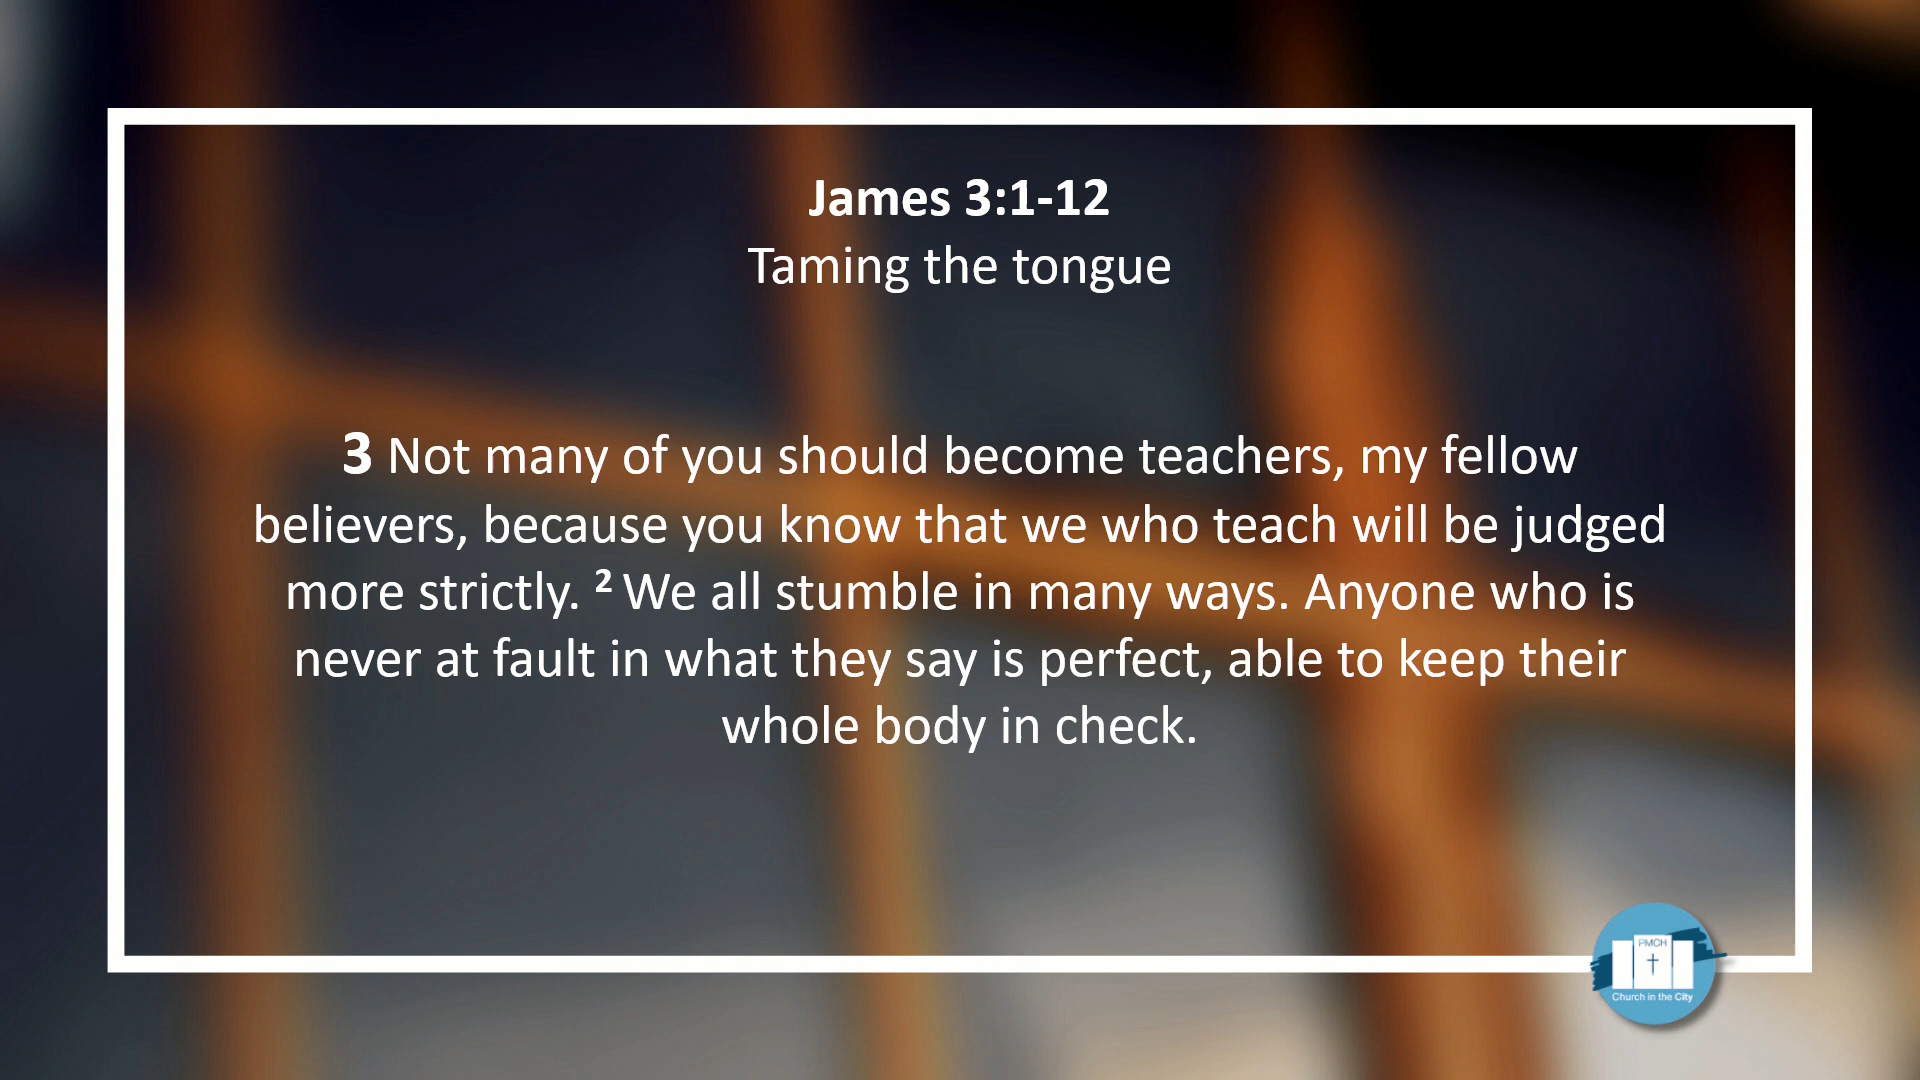 James 3:1-12
Taming the tongue
3 Not many of you should become teachers, my fellow
believers, because you know that we who teach will be judged
more strictly. ² We all stumble in many ways. Anyone who is
never at fault in what they say is perfect, able to keep their
whole body in check.
PMCH
Church in the City